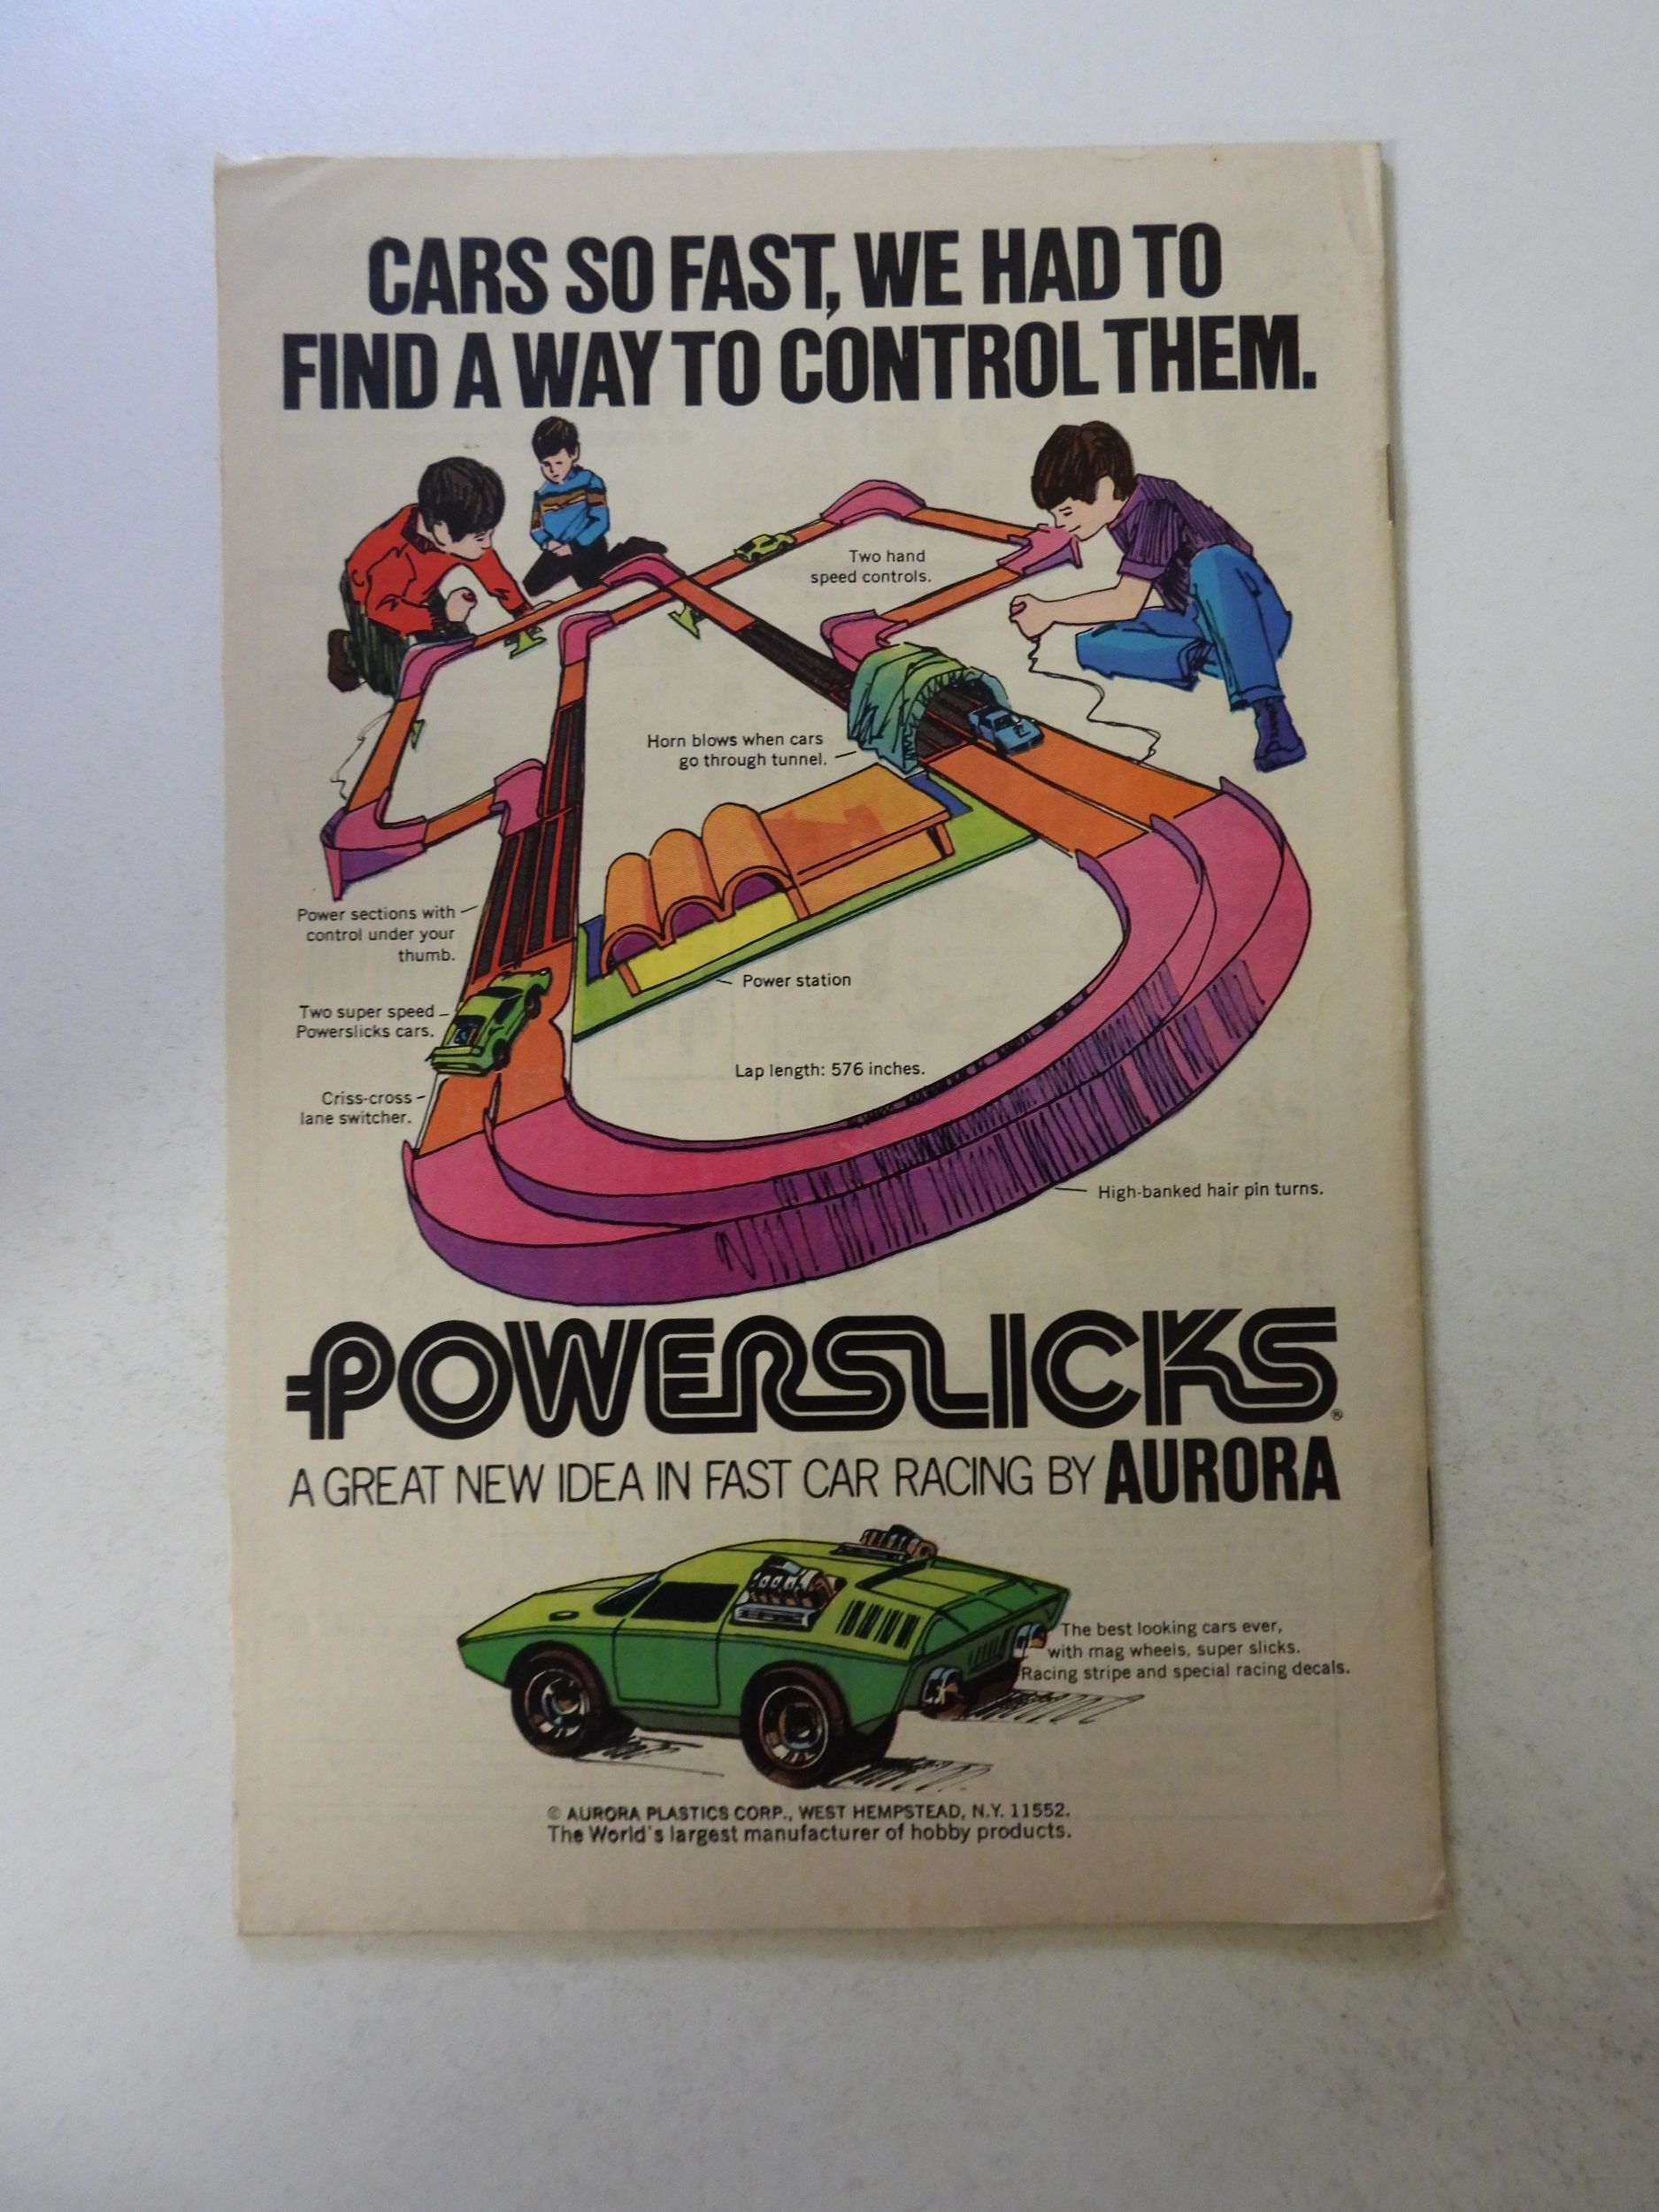 CARS SO FAST, WE HAD TO
FIND A WAY TO CONTROL THEM.
Two hand
speed controls.
Horn blows when cars
go through tunnel.
Power sections with
control under your
thumb.
Power station
Two super speed
Powerslicks cars.
Lap length: 576 inches.
Criss-cross
lane switcher.
High-banked hair pin turns.
POWERSLICKS®
A GREAT NEW IDEA IN FAST CAR RACING BY AURORA
The best looking cars ever,
with mag wheels, super slicks.
Racing stripe and special racing decals.
© AURORA PLASTICS CORP., WEST HEMPSTEAD, N.Y. 11552.
The World's largest manufacturer of hobby products.